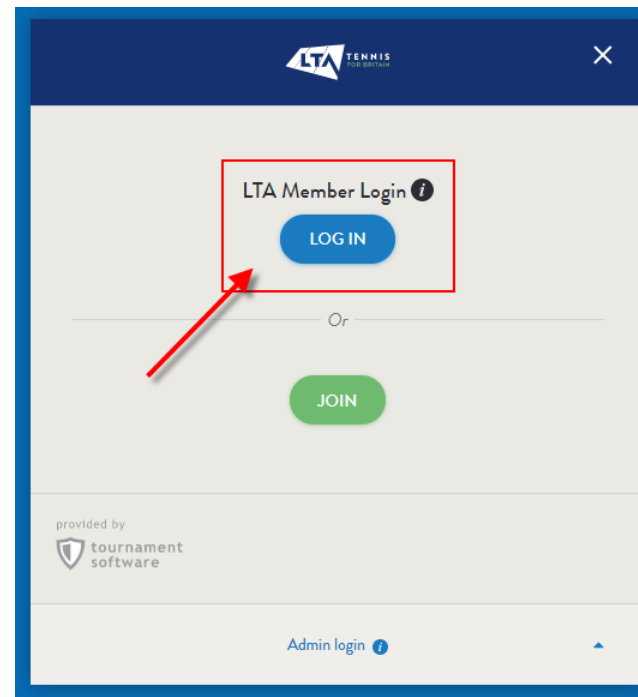 LTA TENNIS
FOR BRITAIN
LTA Member Login i
LOG IN
Or
JOIN
provided by
tournament
software
Admin login i